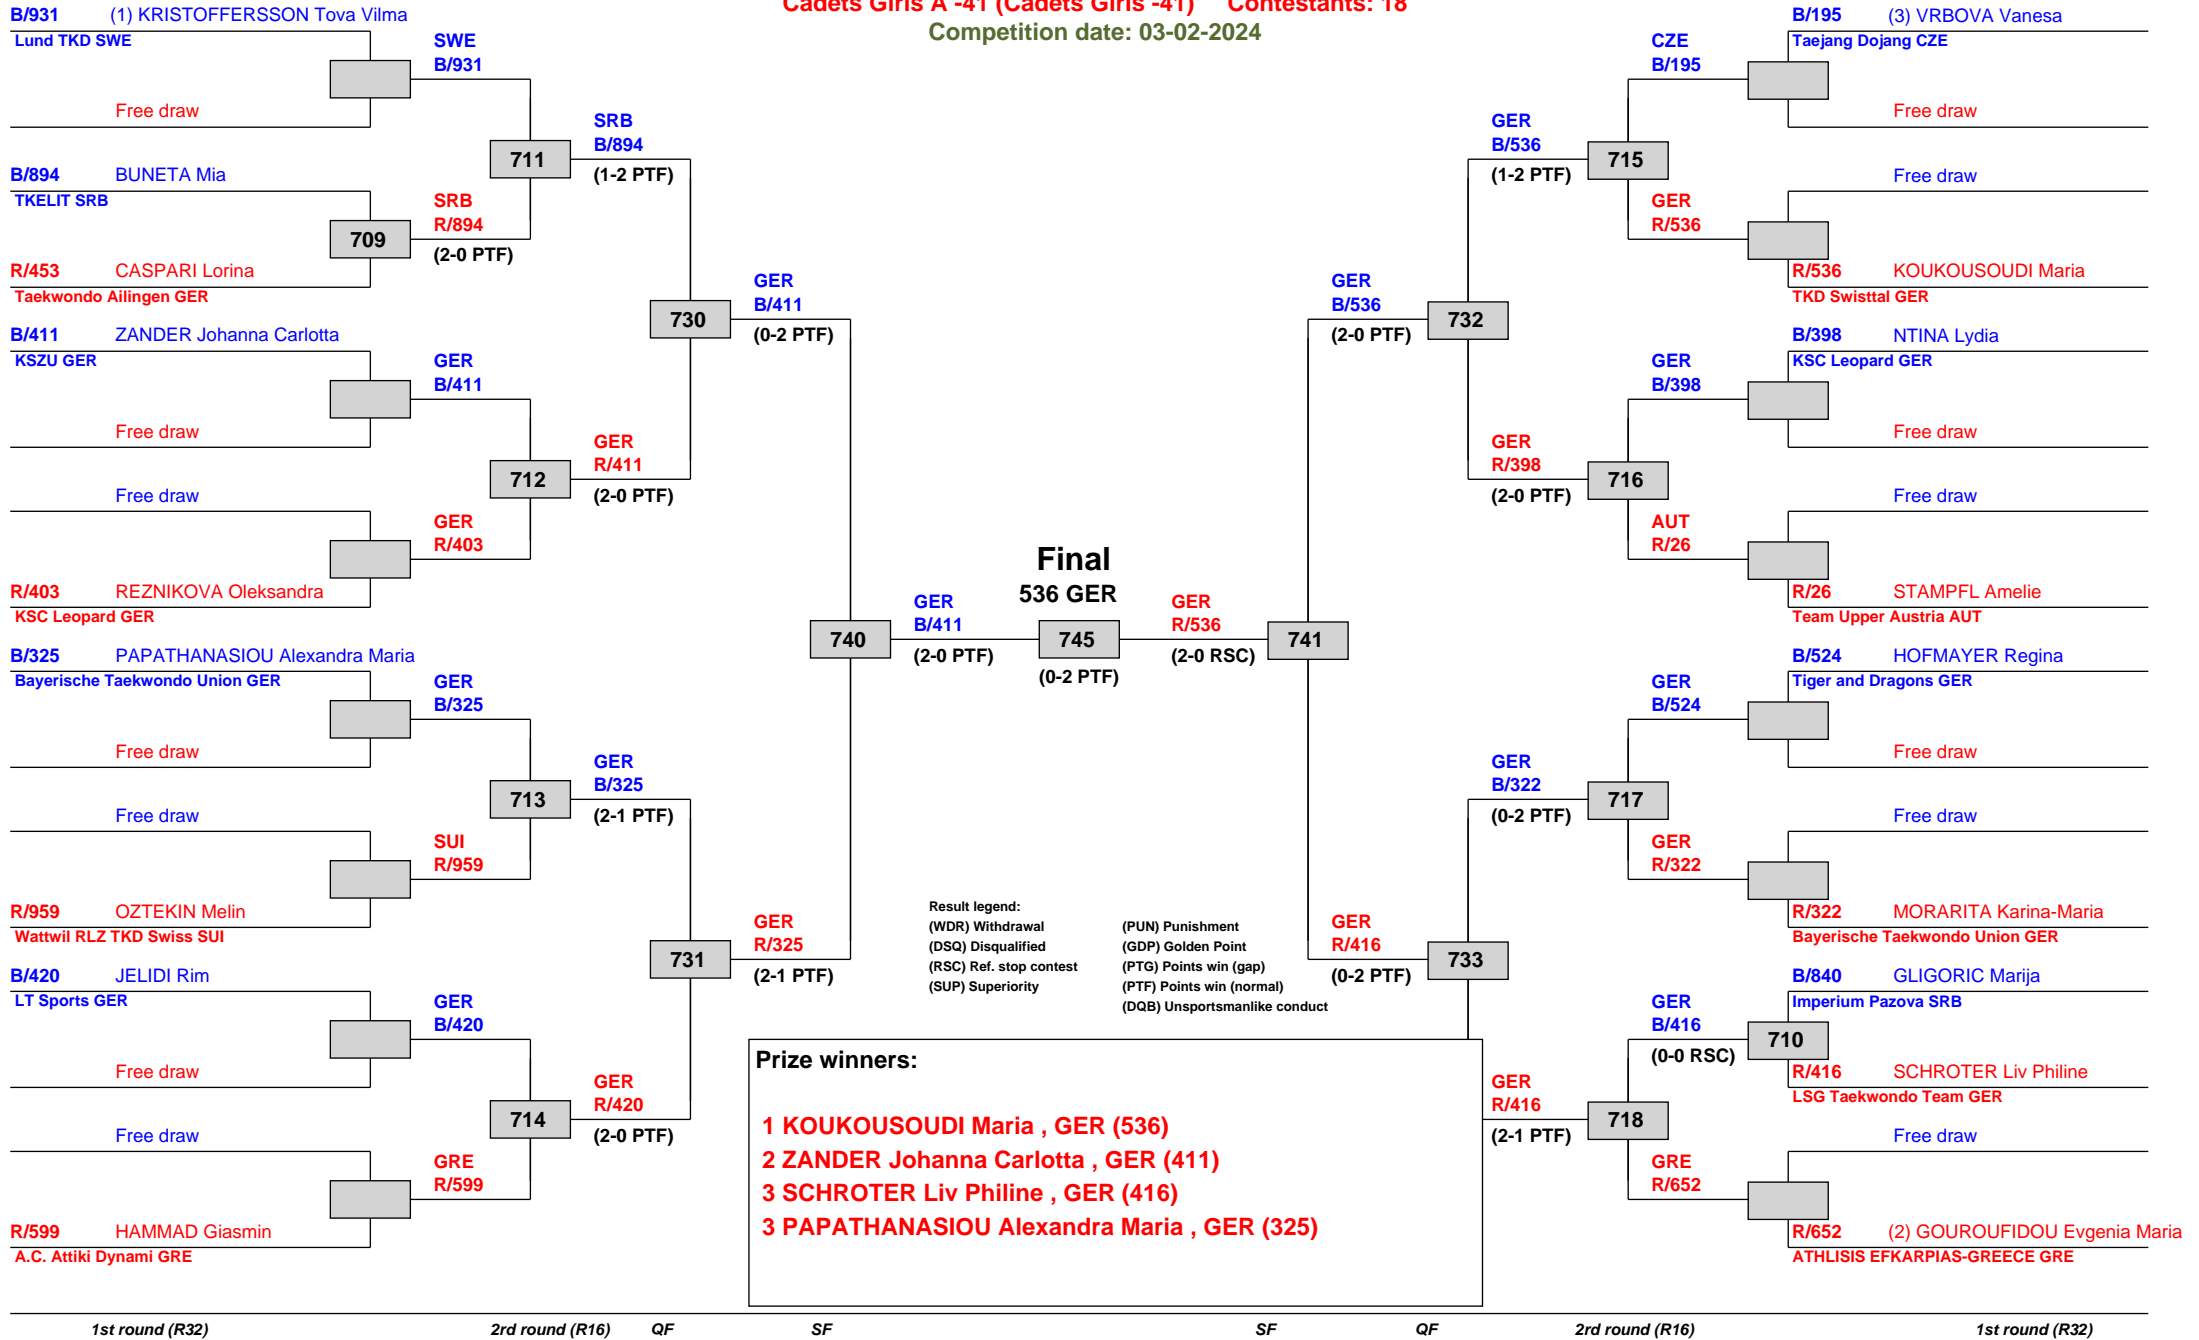 Cadets Girls A -41 (Cadets Girls -41) Contestants: 18
Competition date: 03-02-2024
B/931 (1) KRISTOFFERSSON Tova Vilma
Lund TKD SWE
Free draw
B/894 BUNETA Mia
TKELIT SRB
709
R/453 CASPARI Lorina
Taekwondo Ailingen GER
B/411 ZANDER Johanna Carlotta
KSZU GER
Free draw
Free draw
R/403 REZNIKOVA Oleksandra
KSC Leopard GER
B/325 PAPATHANASIOU Alexandra Maria
Bayerische Taekwondo Union GER
Free draw
Free draw
R/959 OZTEKIN Melin
Wattwil RLZ TKD Swiss SUI
B/420 JELIDI Rim
LT Sports GER
Free draw
Free draw
R/599 HAMMAD Giasmin
A.C. Attiki Dynami GRE
SWE
B/931
711
SRB
R/894
(2-0 PTF)
GER
B/411
712
GER
R/403
GER
B/325
713
SUI
R/959
GER
B/420
714
GRE
R/599
SRB
B/894
(1-2 PTF)
730
GER
R/411
(2-0 PTF)
GER
B/325
(2-1 PTF)
731
GER
R/420
(2-0 PTF)
GER
B/411
(0-2 PTF)
740
GER
R/325
(2-1 PTF)
GER
B/411
(2-0 PTF)
Final
536 GER
745
(0-2 PTF)
GER
R/536
(2-0 RSC)
741
GER
B/536
(2-0 PTF)
732
GER
R/416
(0-2 PTF)
733
GER
B/536
(1-2 PTF)
715
GER
R/398
(2-0 PTF)
716
GER
B/322
(0-2 PTF)
717
GER
R/416
(2-1 PTF)
718
CZE
B/195
GER
R/536
GER
B/398
AUT
R/26
GER
B/524
GER
R/322
GER
B/416
(0-0 RSC)
710
GRE
R/652
B/195 (3) VRBOVA Vanesa
Taejang Dojang CZE
Free draw
Free draw
R/536 KOUKOUSOUDI Maria
TKD Swisttal GER
B/398 NTINA Lydia
KSC Leopard GER
Free draw
Free draw
R/26 STAMPFL Amelie
Team Upper Austria AUT
B/524 HOFMAYER Regina
Tiger and Dragons GER
Free draw
Free draw
R/322 MORARITA Karina-Maria
Bayerische Taekwondo Union GER
B/840 GLIGORIC Marija
Imperium Pazova SRB
R/416 SCHROTER Liv Philine
LSG Taekwondo Team GER
Free draw
R/652 (2) GOUROUFIDOU Evgenia Maria
ATHLISIS EFKARPIAS-GREECE GRE
Result legend:
(WDR) Withdrawal (PUN) Punishment
(DSQ) Disqualified (GDP) Golden Point
(RSC) Ref. stop contest (PTG) Points win (gap)
(SUP) Superiority (PTF) Points win (normal)
(DQB) Unsportsmanlike conduct
Prize winners:
1 KOUKOUSOUDI Maria , GER (536)
2 ZANDER Johanna Carlotta , GER (411)
3 SCHROTER Liv Philine , GER (416)
3 PAPATHANASIOU Alexandra Maria , GER (325)
1st round (R32) 2rd round (R16) QF SF SF QF 2rd round (R16) 1st round (R32)